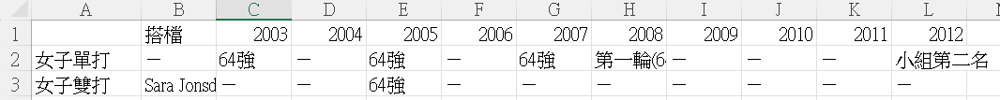 A B C D E F G H I J K L
1 搭檔 2003 2004 2005 2006 2007 2008 2009 2010 2011 2012
2 女子單打 － 64強 － 64強 － 64強 第一輪(6 － － － 小組第二名
3 女子雙打 Sara Jonsd － － 64強 － － － － － － －